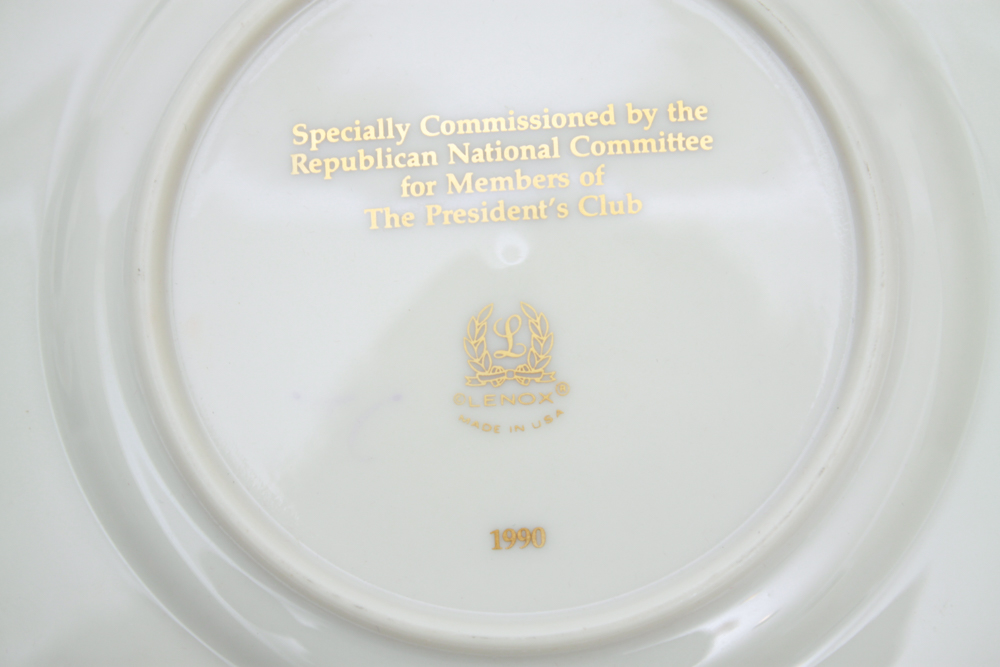 Specially Commissioned by the
Republican National Committee
for Members of
The President's Club
L
©LENOX®
MADE IN USA
1990